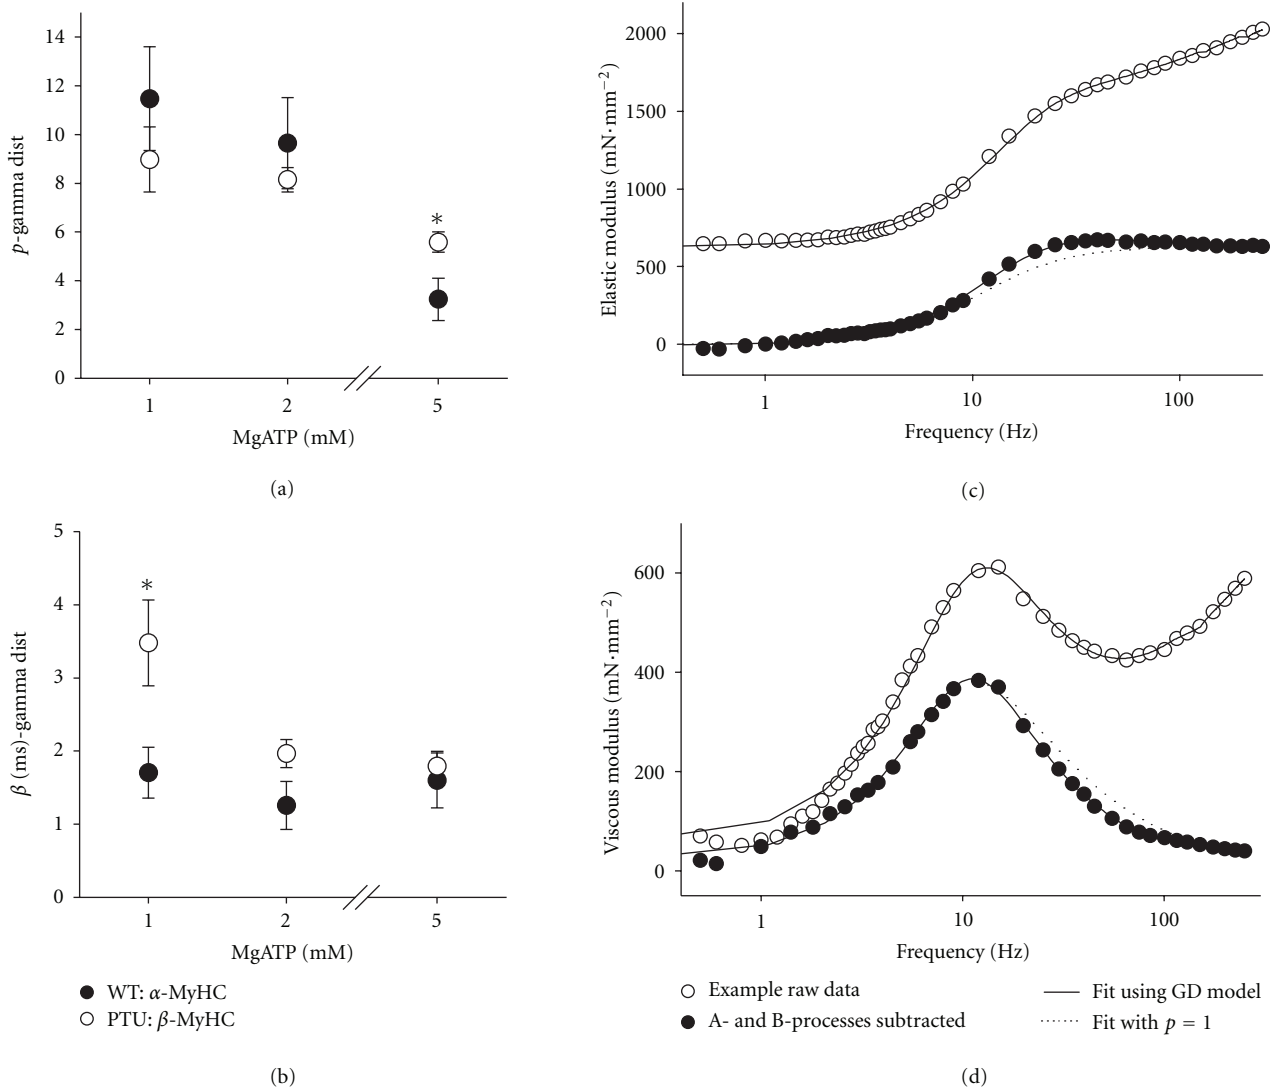 14
12
10
8
6
4
2
0
p-gamma dist
*
1
2
5
MgATP (mM)
(a)
2000
1500
1000
500
0
Elastic modulus (mN·mm−2)
1
10
100
Frequency (Hz)
(c)
5
4
3
2
1
0
β (ms)-gamma dist
*
1
2
5
MgATP (mM)
WT: α-MyHC
PTU: β-MyHC
(b)
600
400
200
0
Viscous modulus (mN·mm−2)
1
10
100
Frequency (Hz)
Example raw data
A- and B-processes subtracted
Fit using GD model
Fit with p = 1
(d)